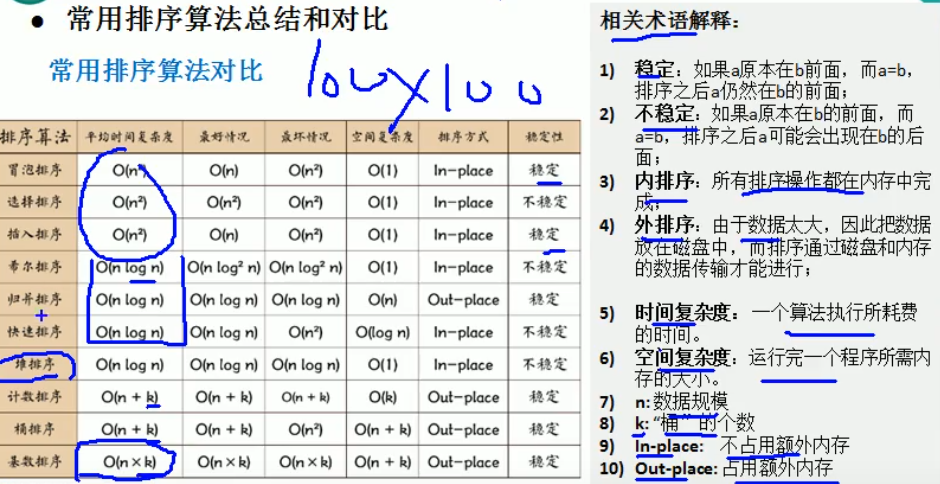 ● 常用排序算法总结和对比
常用排序算法对比
100×100
排序算法 平均时间复杂度 最好情况 最坏情况 空间复杂度 排序方式 稳定性
冒泡排序 O(n²) O(n) O(n²) O(1) In-place 稳定
选择排序 O(n²) O(n²) O(n²) O(1) In-place 不稳定
插入排序 O(n²) O(n) O(n²) O(1) In-place 稳定
希尔排序 O(n log n) O(n log² n) O(n log² n) O(1) In-place 不稳定
归并排序 O(n log n) O(n log n) O(n log n) O(n) Out-place 稳定
快速排序 O(n log n) O(n log n) O(n²) O(log n) In-place 不稳定
堆排序 O(n log n) O(n log n) O(n log n) O(1) In-place 不稳定
计数排序 O(n + k) O(n + k) O(n + k) O(k) Out-place 稳定
桶排序 O(n + k) O(n + k) O(n²) O(n + k) Out-place 稳定
基数排序 O(n×k) O(n×k) O(n×k) O(n + k) Out-place 稳定
相关术语解释：
1) 稳定：如果a原本在b前面，而a=b，
排序之后a仍然在b的前面；
2) 不稳定：如果a原本在b的前面，而
a=b，排序之后a可能会出现在b的后
面；
3) 内排序：所有排序操作都在内存中完
成；
4) 外排序：由于数据太大，因此把数据
放在磁盘中，而排序通过磁盘和内存
的数据传输才能进行；
5) 时间复杂度：一个算法执行所耗费
的时间。
6) 空间复杂度：运行完一个程序所需内
存的大小。
7) n: 数据规模
8) k: “桶”的个数
9) In-place: 不占用额外内存
10) Out-place: 占用额外内存